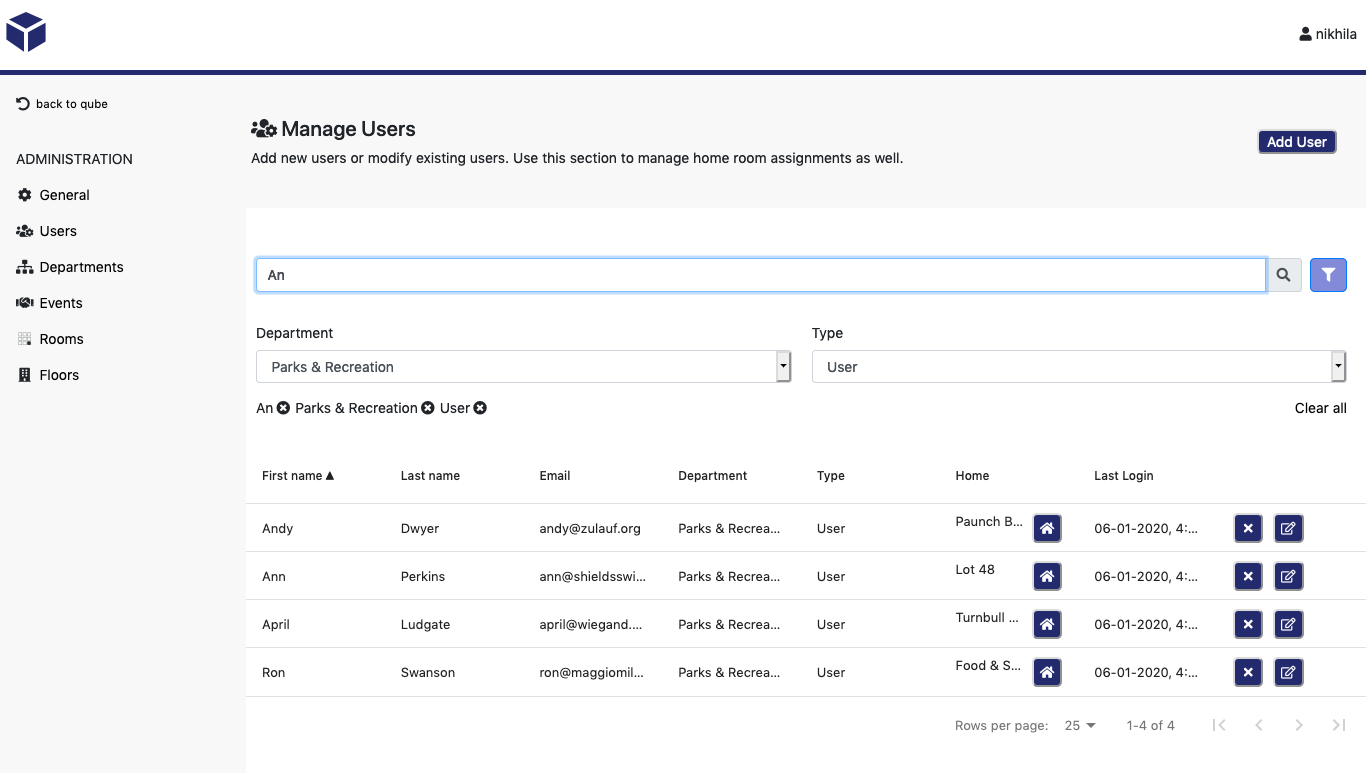 nikhila
back to qube
ADMINISTRATION
General
Users
Departments
Events
Rooms
Floors
Manage Users
Add new users or modify existing users. Use this section to manage home room assignments as well.
Add User
An
Department Type
Parks & Recreation User
An Parks & Recreation User Clear all
First name Last name Email Department Type Home Last Login
Andy Dwyer andy@zulauf.org Parks & Recrea... User Paunch B... 06-01-2020, 4:...
Ann Perkins ann@shieldsswi... Parks & Recrea... User Lot 48 06-01-2020, 4:...
April Ludgate april@wiegand.... Parks & Recrea... User Turnbull ... 06-01-2020, 4:...
Ron Swanson ron@maggiomil... Parks & Recrea... User Food & S... 06-01-2020, 4:...
Rows per page: 25 1-4 of 4